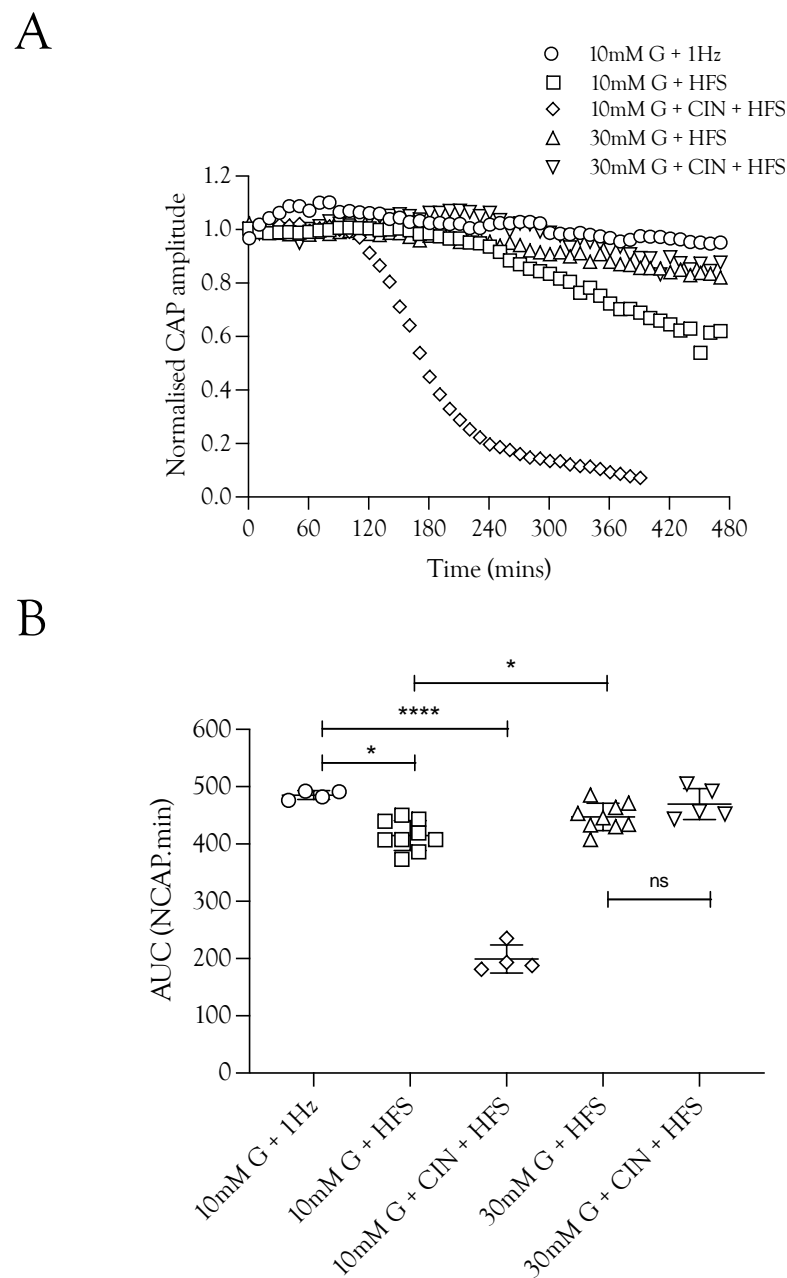 A
10mM G + 1Hz
10mM G + HFS
10mM G + CIN + HFS
30mM G + HFS
30mM G + CIN + HFS
Normalised CAP amplitude
1.2
1.0
0.8
0.6
0.4
0.2
0.0
0 60 120 180 240 300 360 420 480
Time (mins)
B
*
****
*
AUC (NCAP.min)
600
500
400
300
ns
200
100
0
10mM G + 1Hz
10mM G + HFS
10mM G + CIN + HFS
30mM G + HFS
30mM G + CIN + HFS